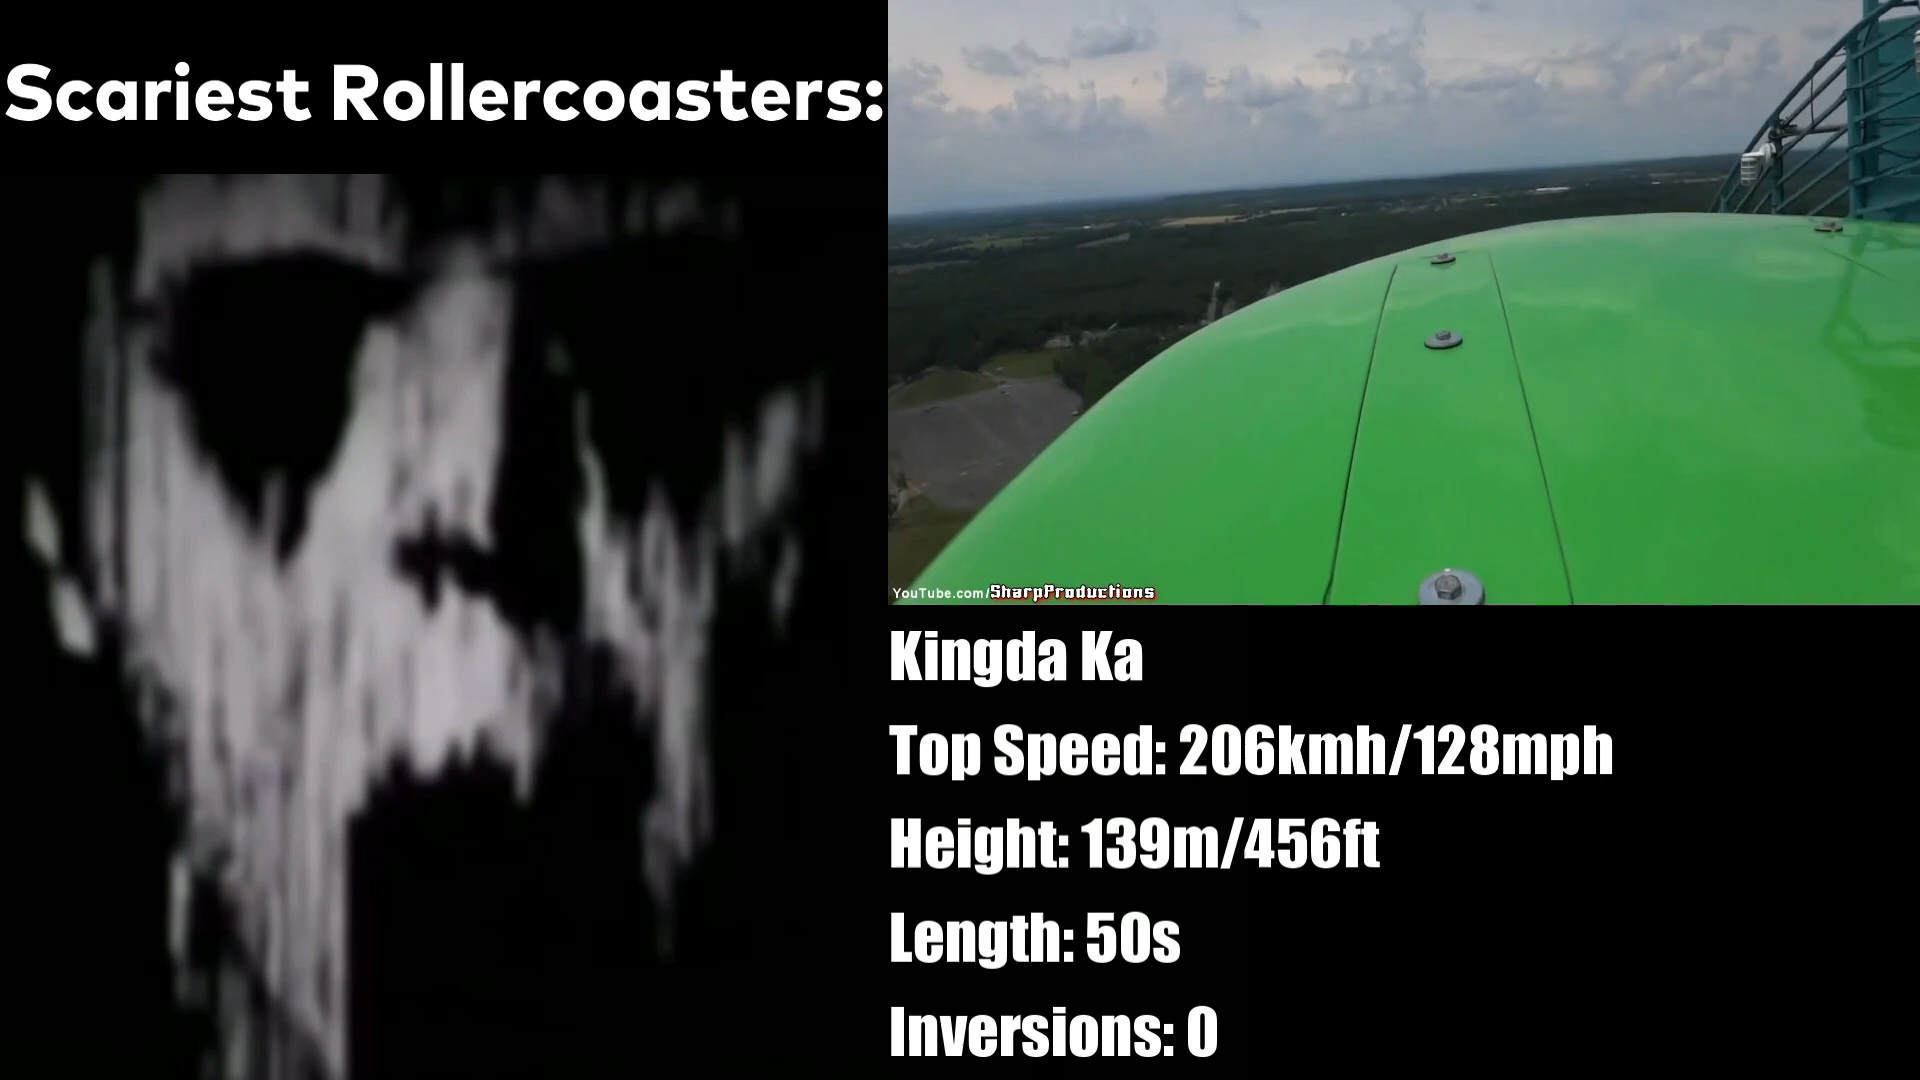 Scariest Rollercoasters:
YouTube.com/SharpProductions
Kingda Ka
Top Speed: 206kmh/128mph
Height: 139m/456ft
Length: 50s
Inversions: 0